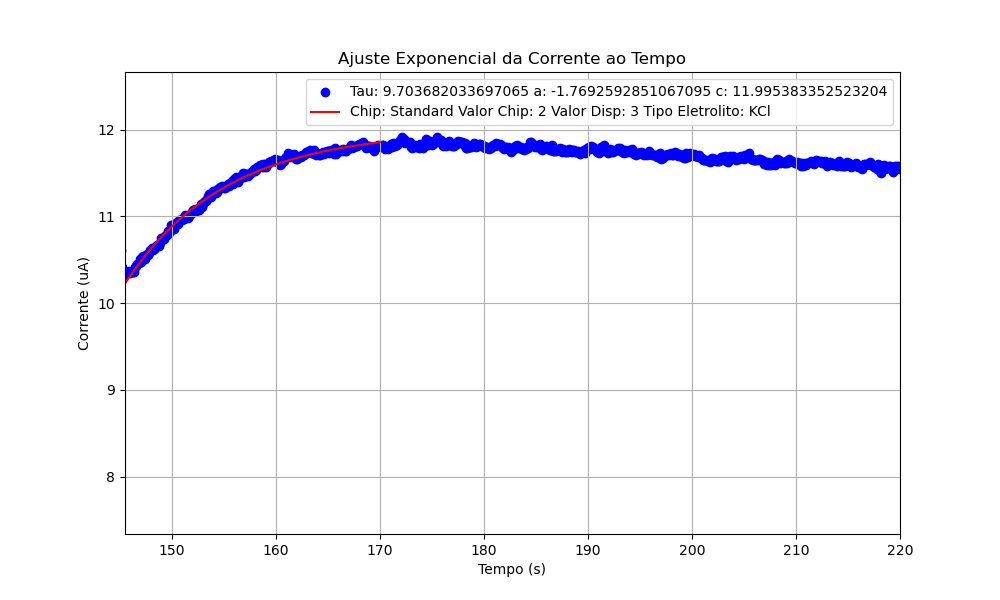 Ajuste Exponencial da Corrente ao Tempo
Tau: 9.703682033697065 a: -1.7692592851067095 c: 11.995383352523204
Chip: Standard Valor Chip: 2 Valor Disp: 3 Tipo Eletrolito: KCl
12
11
10
9
8
Corrente (uA)
150 160 170 180 190 200 210 220
Tempo (s)